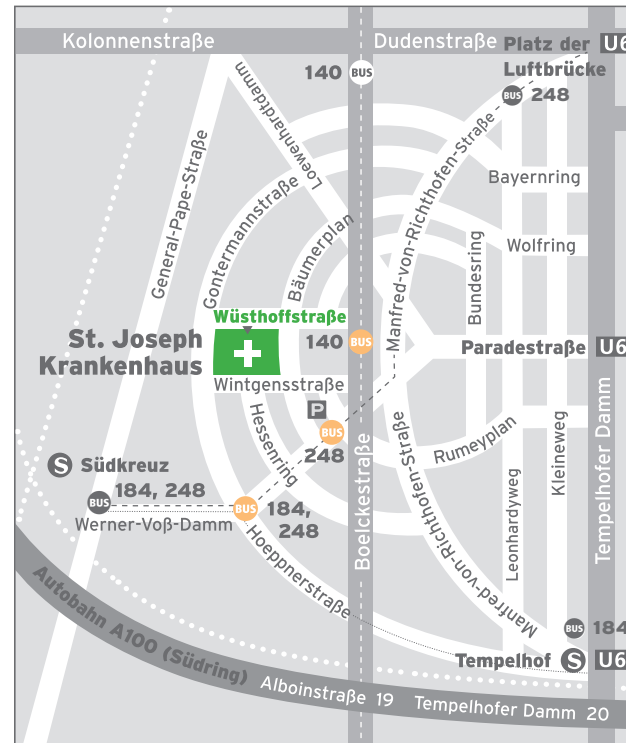 Kolonnenstraße
Dudenstraße
Platz der U6
Luftbrücke
140 BUS
BUS 248
Loewenhardtdamm
General-Pape-Straße
Gontermannstraße
Bäumerplan
Manfred-von-Richthofen-Straße
Bayernring
Wolfring
Bundesring
Wüsthoffstraße
St. Joseph
Krankenhaus
140 BUS
Paradestraße U6
Wintgensstraße
P
BUS
248
Hessenring
Boelckestraße
Manfred-von-Richthofen-Straße
Rumeyplan
Kleineweg
Leonhardyweg
Tempelhofer Damm
S Südkreuz
BUS 184, 248
Werner-Voß-Damm
BUS 184,
248
Hoeppnerstraße
BUS 184
Tempelhof S U6
Autobahn A100 (Südring)
Alboinstraße 19
Tempelhofer Damm 20